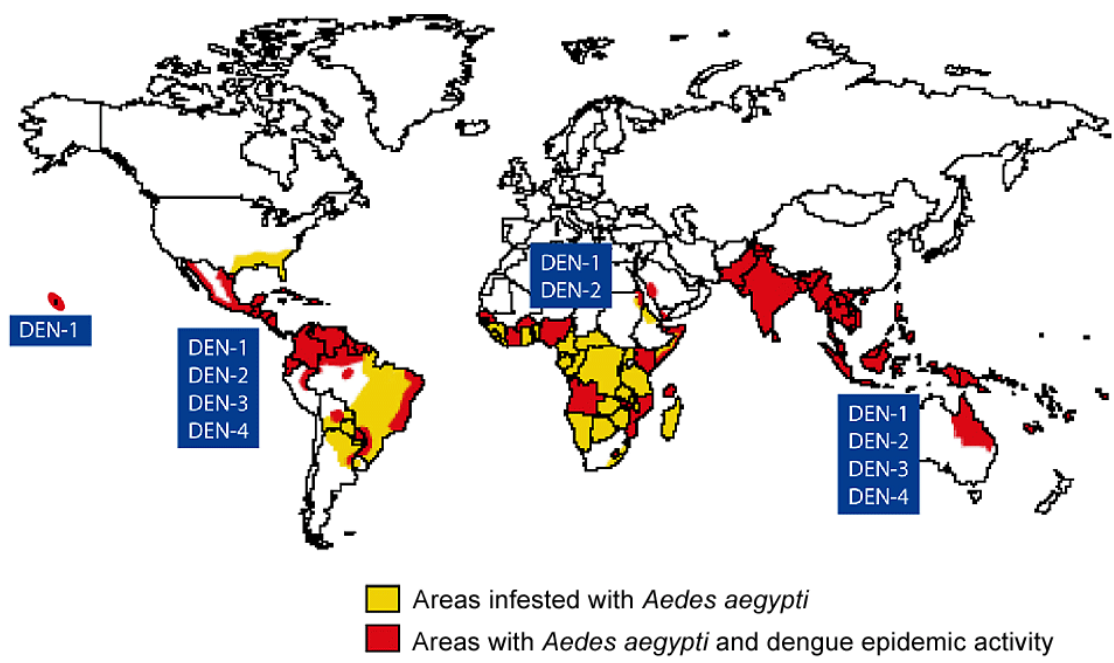 DEN-1
DEN-2
DEN-1
DEN-1
DEN-2
DEN-3
DEN-4
DEN-1
DEN-2
DEN-3
DEN-4
Areas infested with Aedes aegypti
Areas with Aedes aegypti and dengue epidemic activity